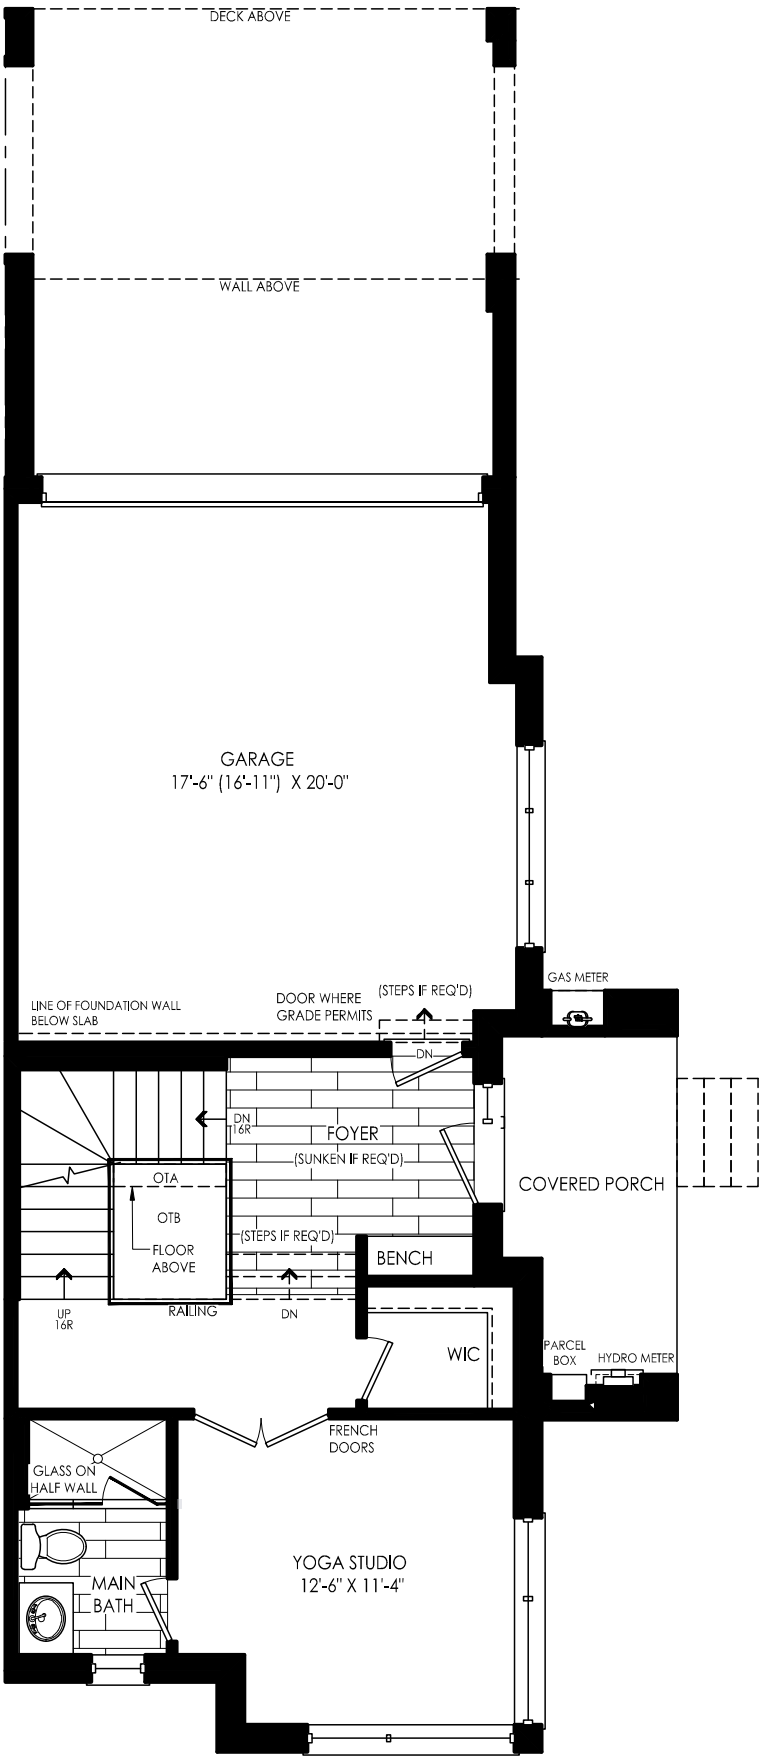 DECK ABOVE
WALL ABOVE
GARAGE
17'-6" (16'-11") X 20'-0"
GAS METER
LINE OF FOUNDATION WALL
BELOW SLAB
DOOR WHERE
GRADE PERMITS
(STEPS IF REQ'D)
DN
DN
16R
FOYER
(SUNKEN IF REQ'D)
COVERED PORCH
OTA
OTB
FLOOR
ABOVE
(STEPS IF REQ'D)
BENCH
UP
16R
RAILING
DN
WIC
PARCEL
BOX
HYDRO METER
FRENCH
DOORS
GLASS ON
HALF WALL
YOGA STUDIO
12'-6" X 11'-4"
MAIN
BATH